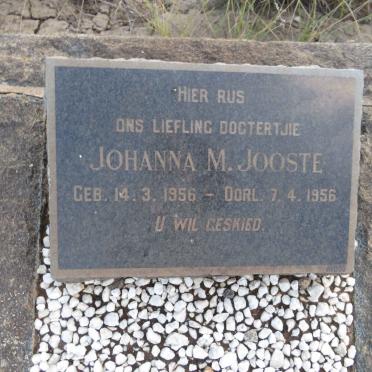 HIER RUS
ONS LIEFLING DOGTERTJIE
JOHANNA M. JOOSTE
GEB. 14. 3. 1956 - OORL. 7. 4. 1956
U WIL GESKIED.